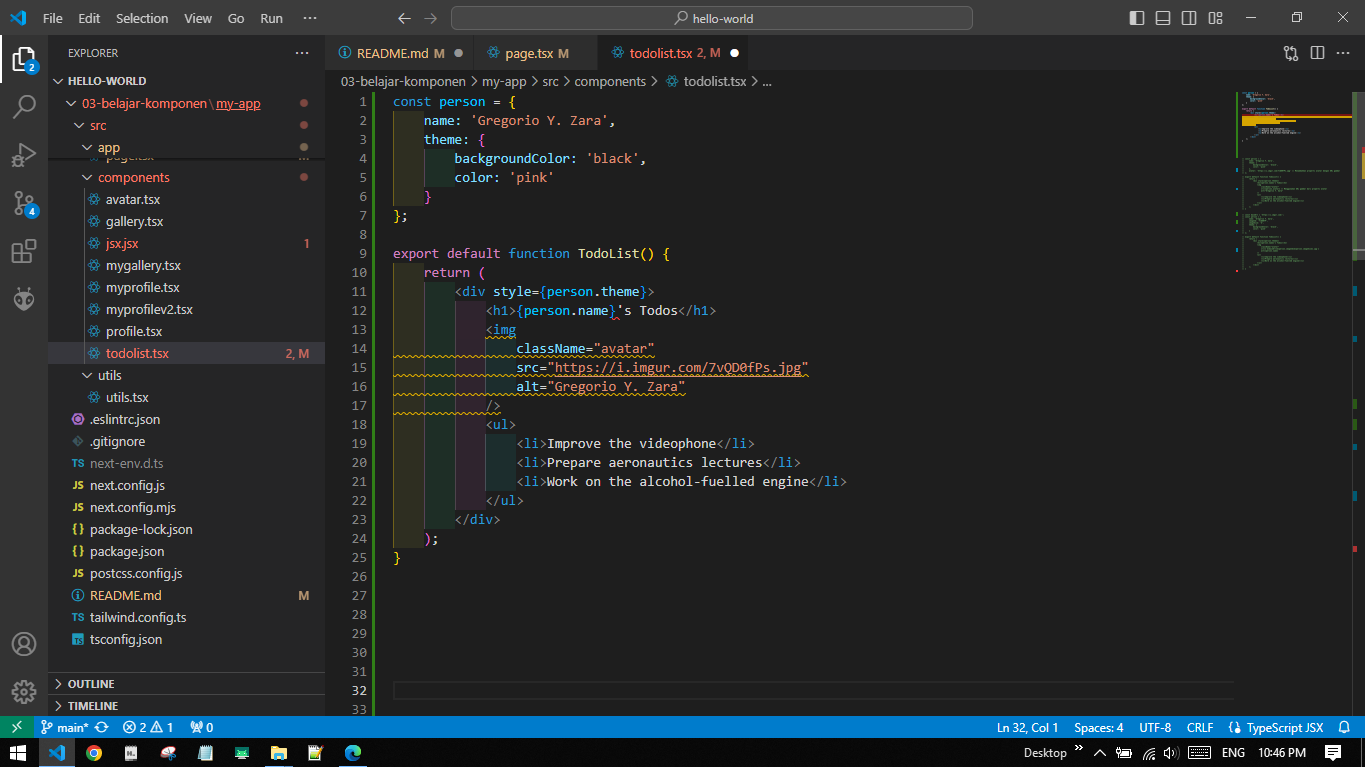 File Edit Selection View Go Run ···
hello-world
EXPLORER
HELLO-WORLD
03-belajar-komponen\my-app
src
app
components
avatar.tsx
gallery.tsx
jsx.jsx 1
mygallery.tsx
myprofile.tsx
myprofilev2.tsx
profile.tsx
todolist.tsx 2, M
utils
utils.tsx
.eslintrc.json
.gitignore
TS next-env.d.ts
JS next.config.js
JS next.config.mjs
{} package-lock.json
{} package.json
JS postcss.config.js
README.md M
TS tailwind.config.ts
TS tsconfig.json
OUTLINE
TIMELINE
2
4
README.md M
page.tsx M
todolist.tsx 2, M
03-belajar-komponen > my-app > src > components > todolist.tsx > ...
1 const person = {
2 name: 'Gregorio Y. Zara',
3 theme: {
4 backgroundColor: 'black',
5 color: 'pink'
6 }
7 };
8
9 export default function TodoList() {
10 return (
11 <div style={person.theme}>
12 <h1>{person.name}'s Todos</h1>
13 <img
14 className="avatar"
15 src="https://i.imgur.com/7vQD0fPs.jpg"
16 alt="Gregorio Y. Zara"
17 />
18 <ul>
19 <li>Improve the videophone</li>
20 <li>Prepare aeronautics lectures</li>
21 <li>Work on the alcohol-fuelled engine</li>
22 </ul>
23 </div>
24 );
25 }
26
27
28
29
30
31
32
33
main* 2 1 0
Ln 32, Col 1 Spaces: 4 UTF-8 CRLF {} TypeScript JSX
Desktop ENG 10:46 PM